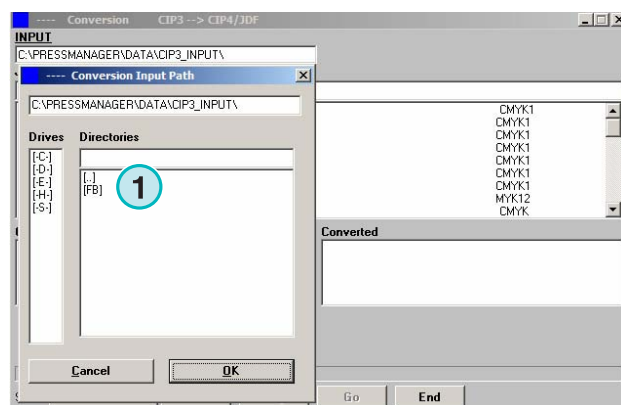 ---- Conversion CIP3 --> CIP4/JDF
INPUT
C:\PRESSMANAGER\DATA\CIP3_INPUT\
---- Conversion Input Path
C:\PRESSMANAGER\DATA\CIP3_INPUT\
Drives Directories
[-C-]
[-D-]
[-E-]
[-H-]
[-S-]
[..]
[FB]
1
CMYK1
CMYK1
CMYK1
CMYK1
CMYK1
CMYK1
CMYK1
MYK12
CMYK
Converted
Cancel OK
Go End